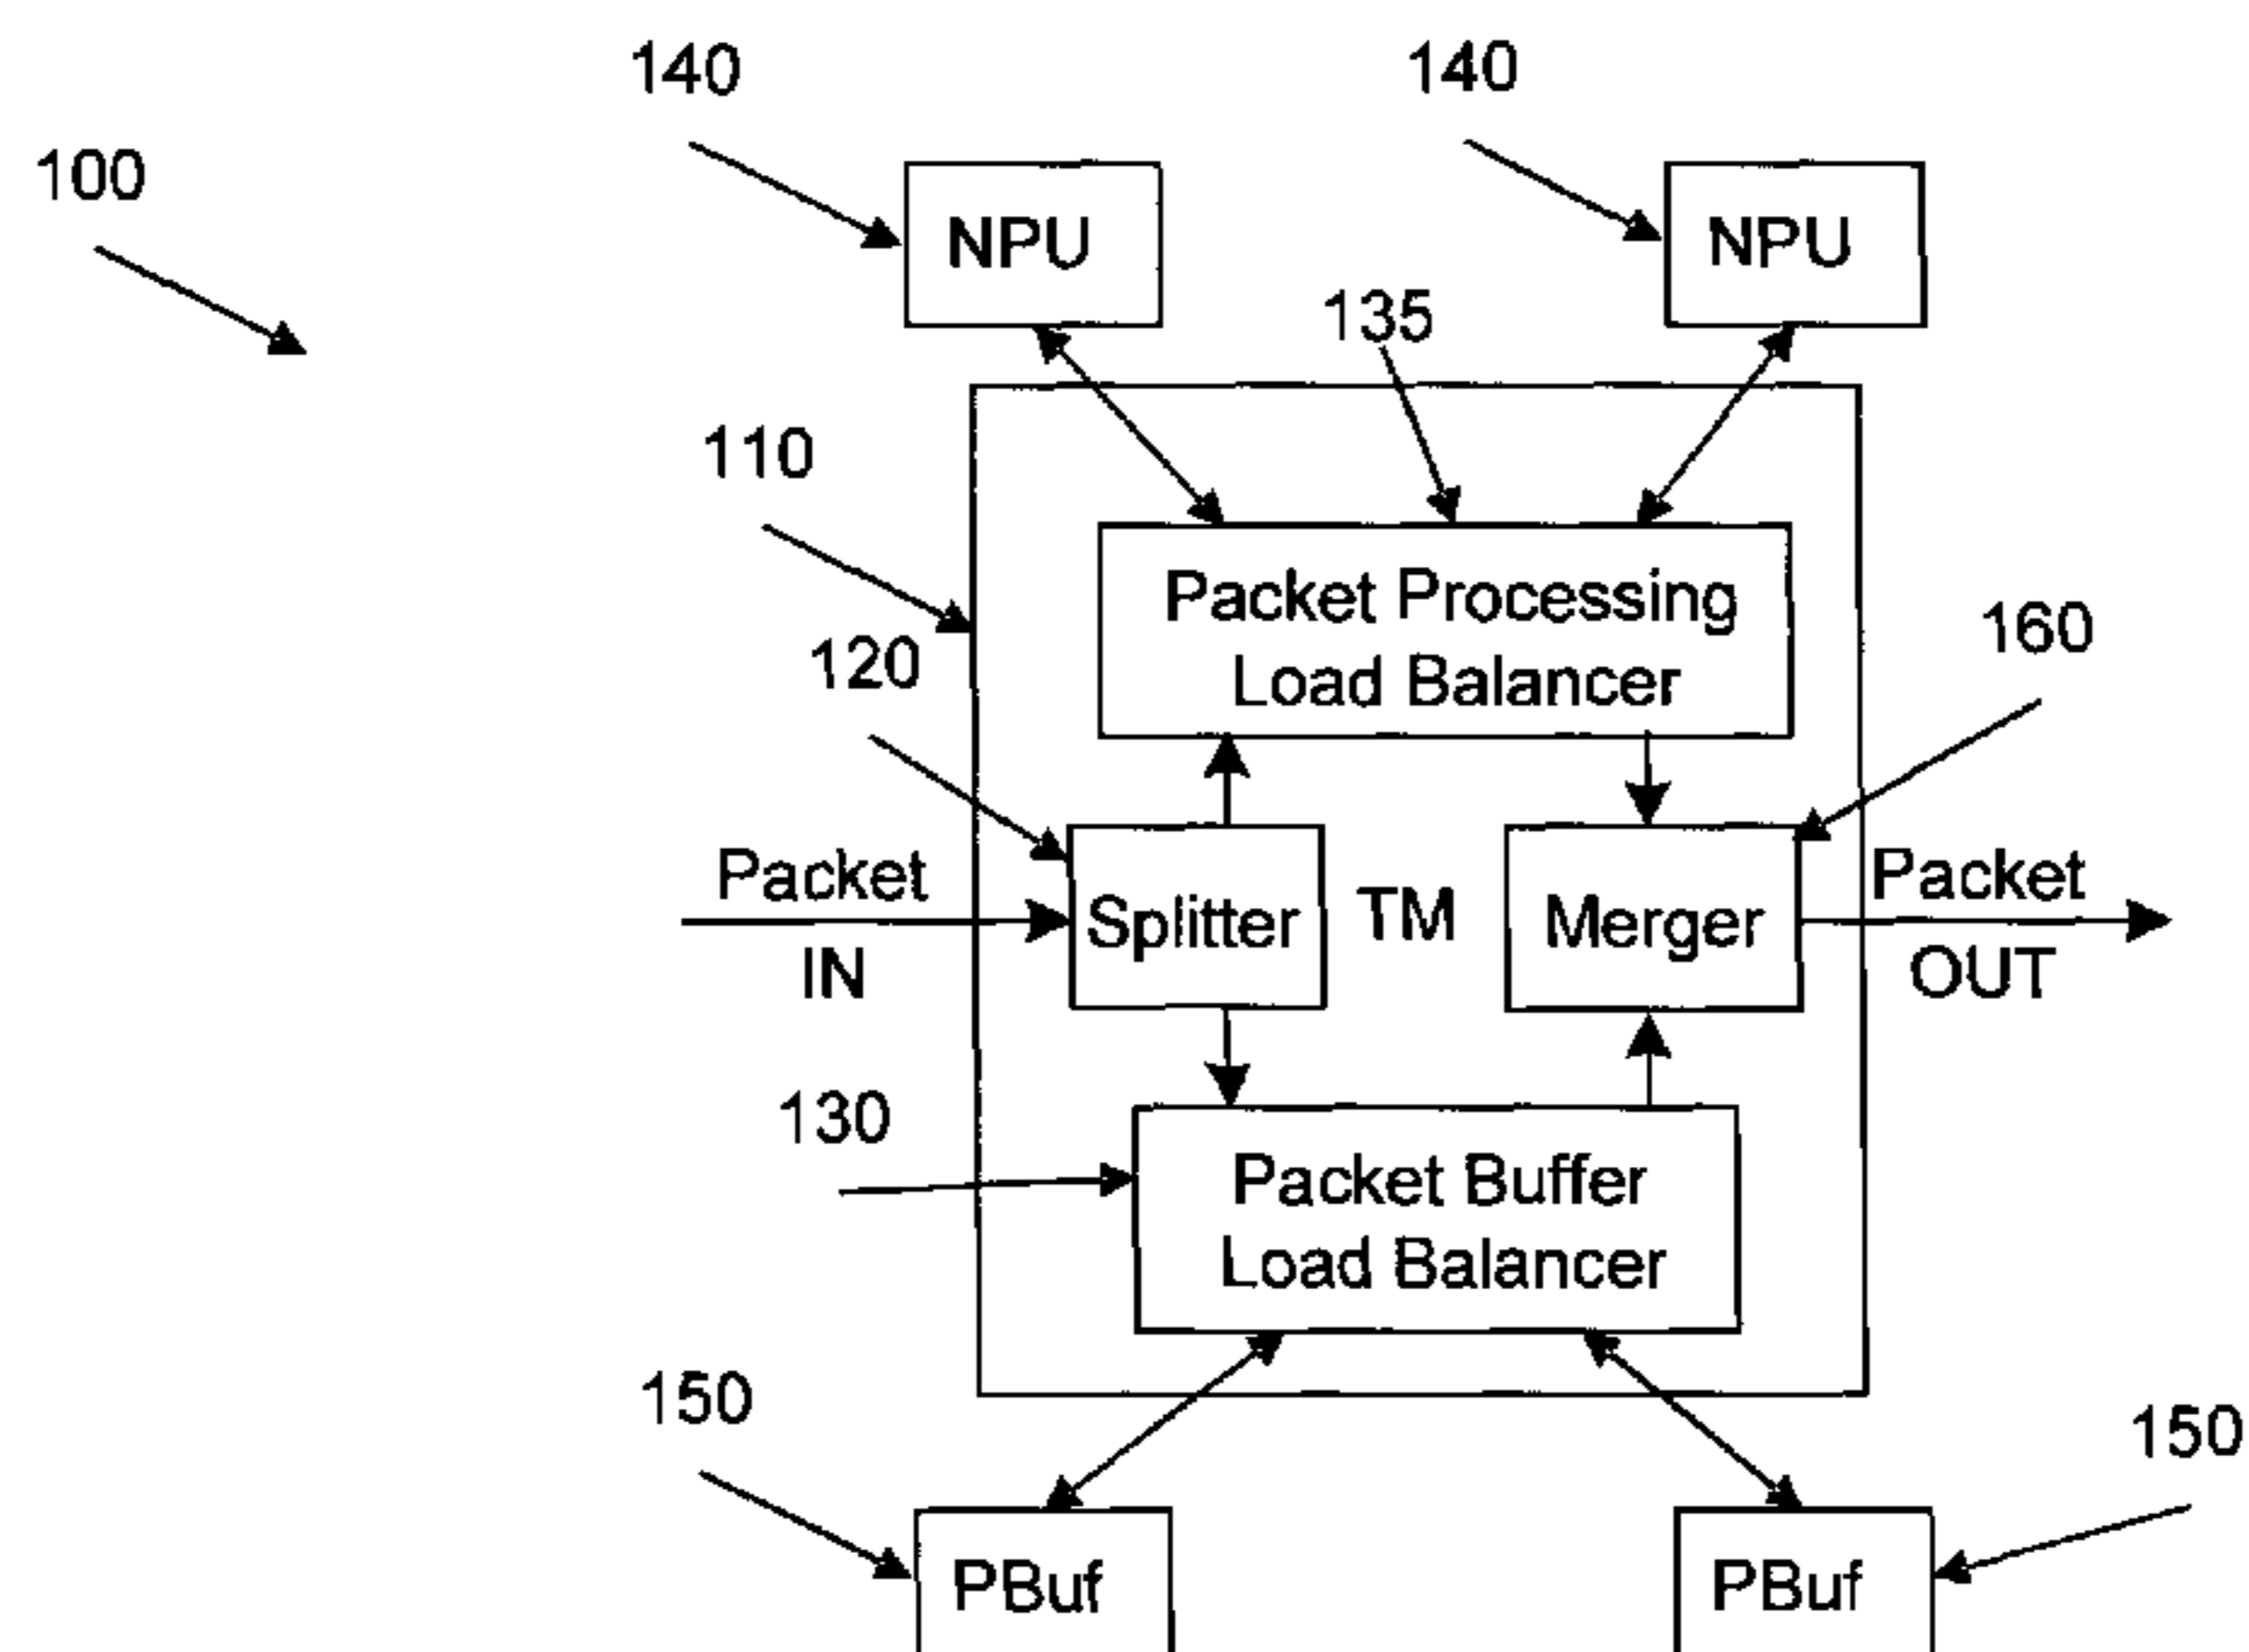 140
140
100
NPU
NPU
135
110
Packet Processing
Load Balancer
120
160
Packet
IN
Splitter
TM
Merger
Packet
OUT
130
Packet Buffer
Load Balancer
150
150
PBuf
PBuf